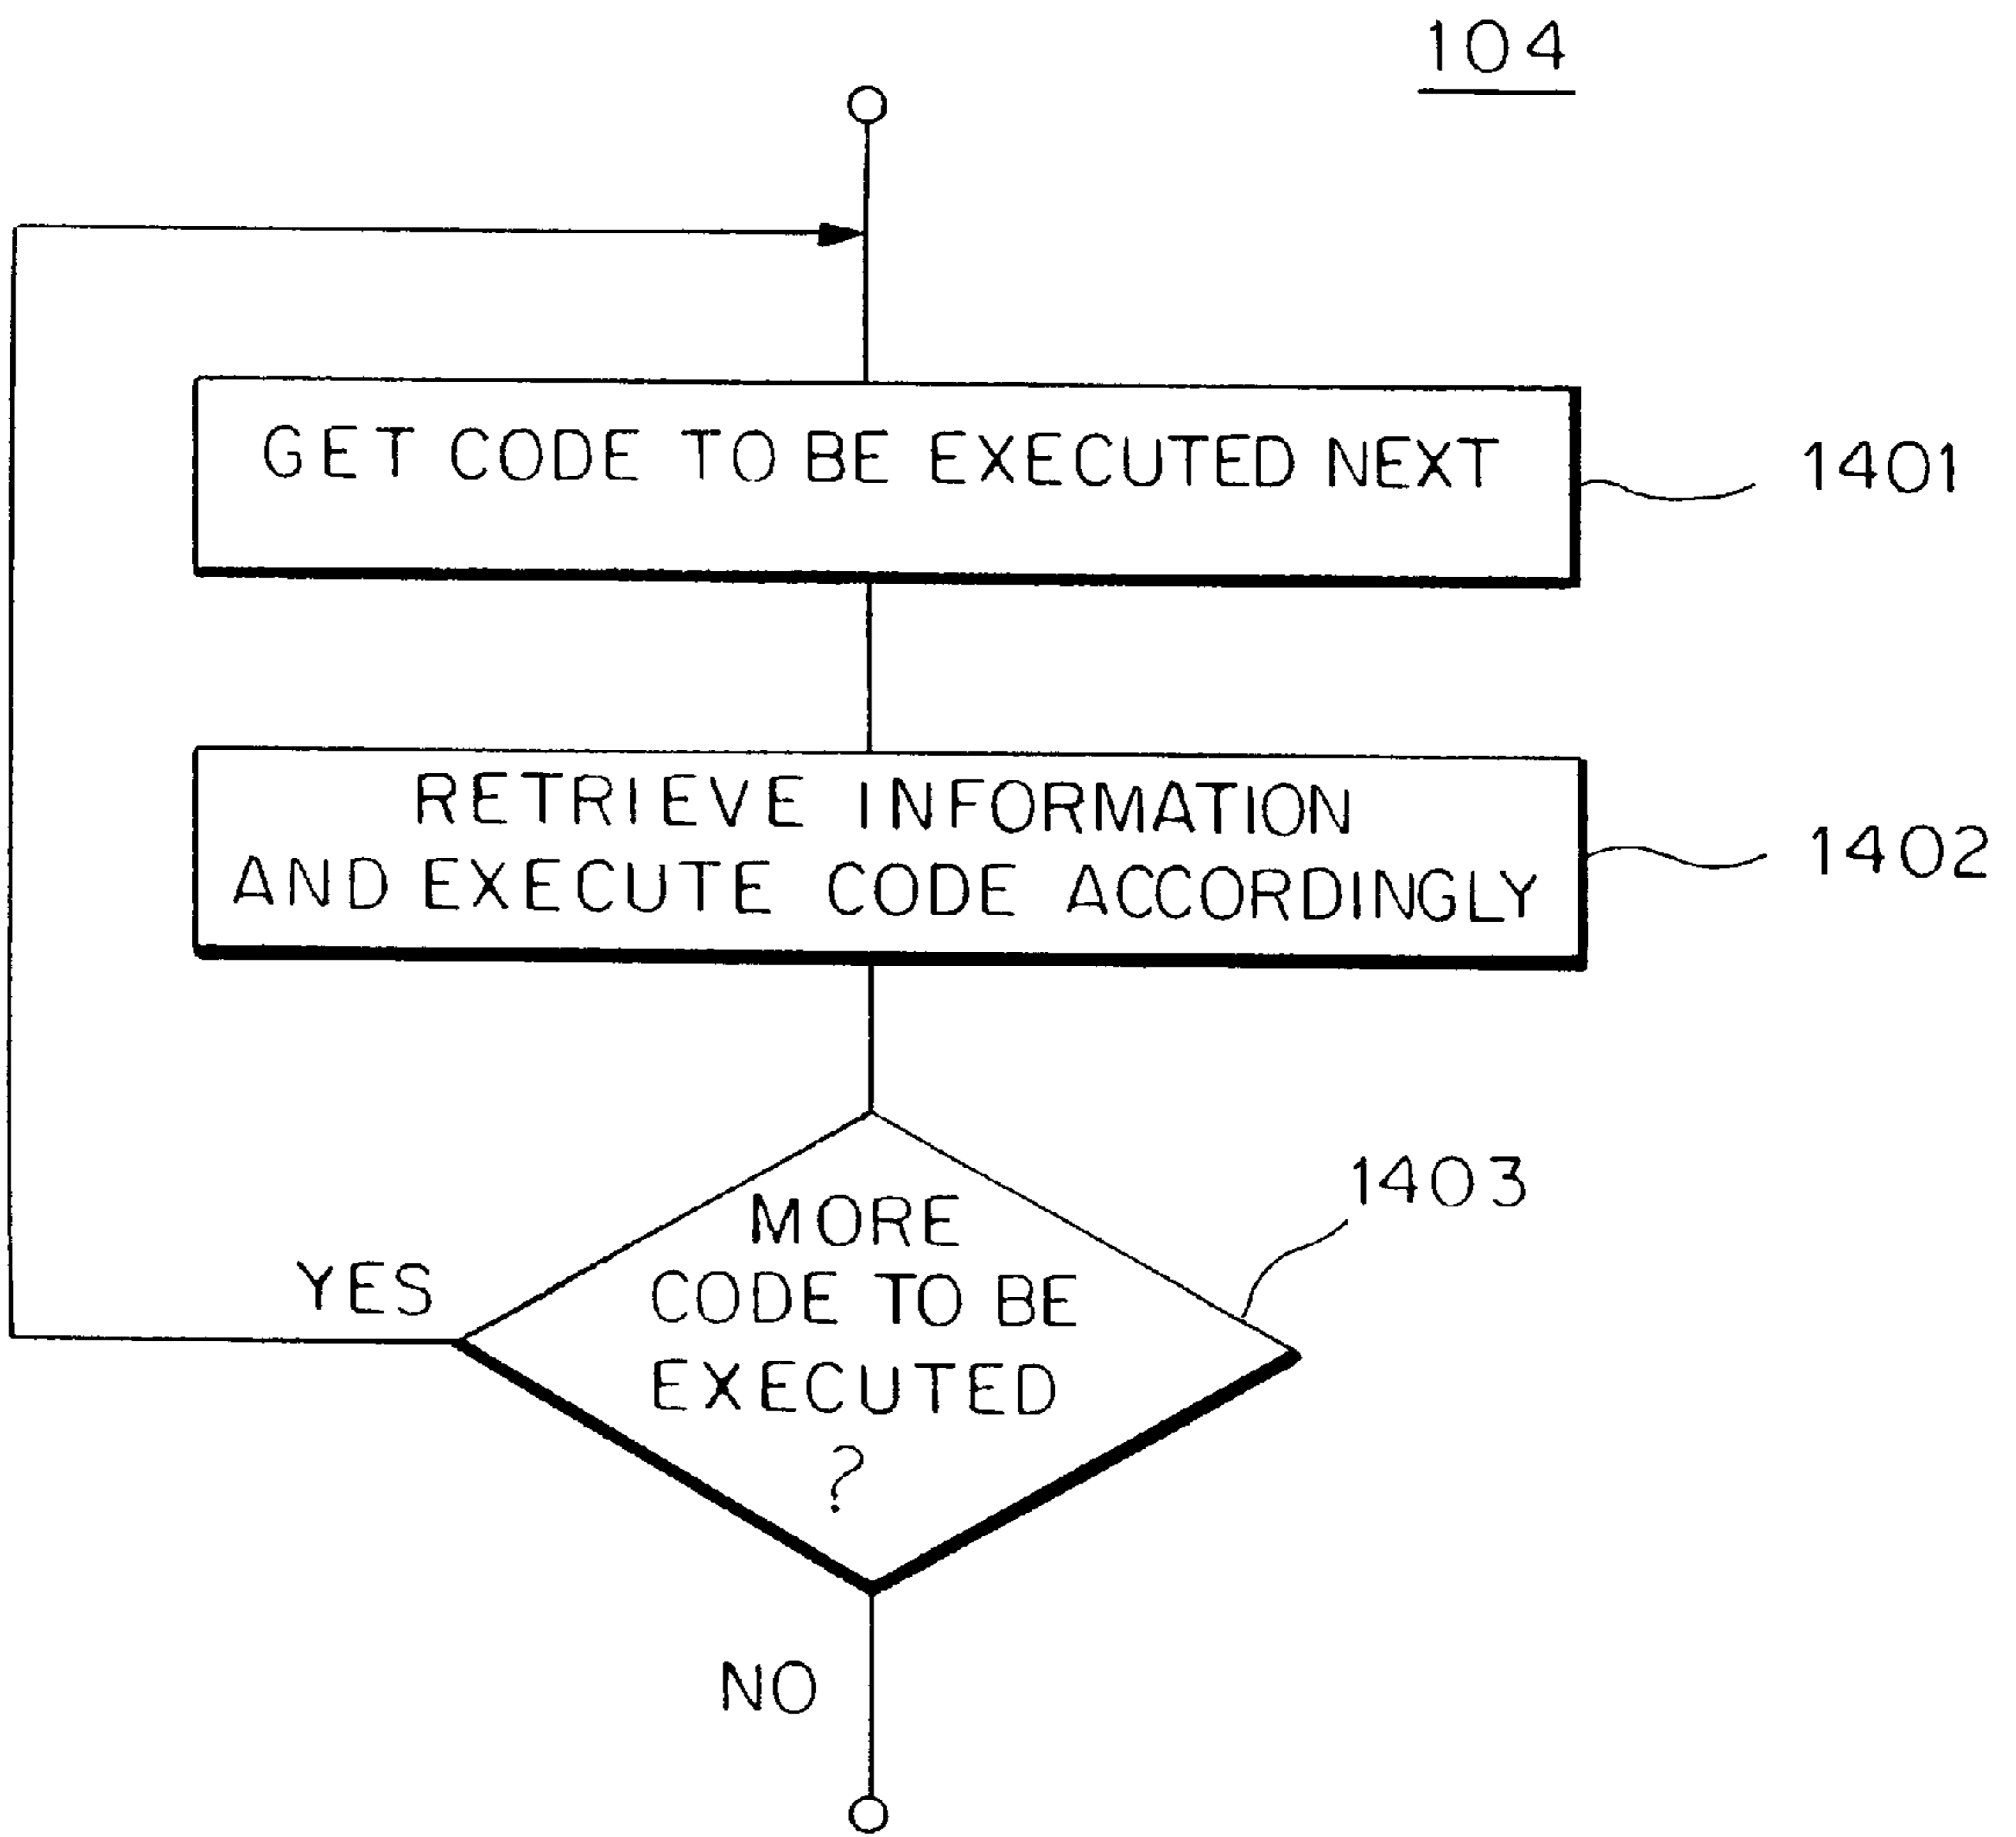 104
GET CODE TO BE EXECUTED NEXT
1401
RETRIEVE INFORMATION
AND EXECUTE CODE ACCORDINGLY
1402
1403
MORE
CODE TO BE
EXECUTED
?
YES
NO